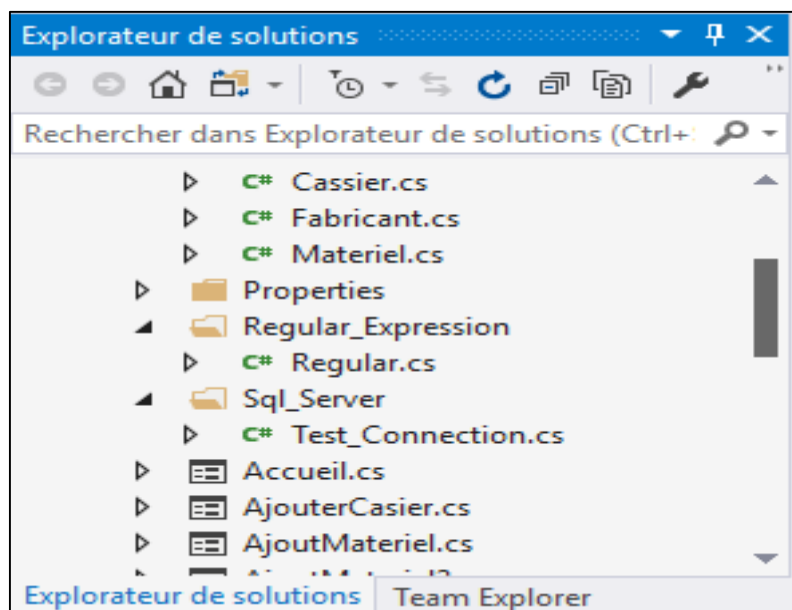 Explorateur de solutions
Rechercher dans Explorateur de solutions (Ctrl+
C# Cassier.cs
C# Fabricant.cs
C# Materiel.cs
Properties
Regular_Expression
C# Regular.cs
Sql_Server
C# Test_Connection.cs
Accueil.cs
AjouterCasier.cs
AjoutMateriel.cs
Explorateur de solutions Team Explorer